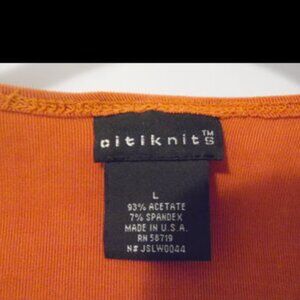 citiknits™
L
93% ACETATE
7% SPANDEX
MADE IN U.S.A.
RN 58719
N# JSLW0044